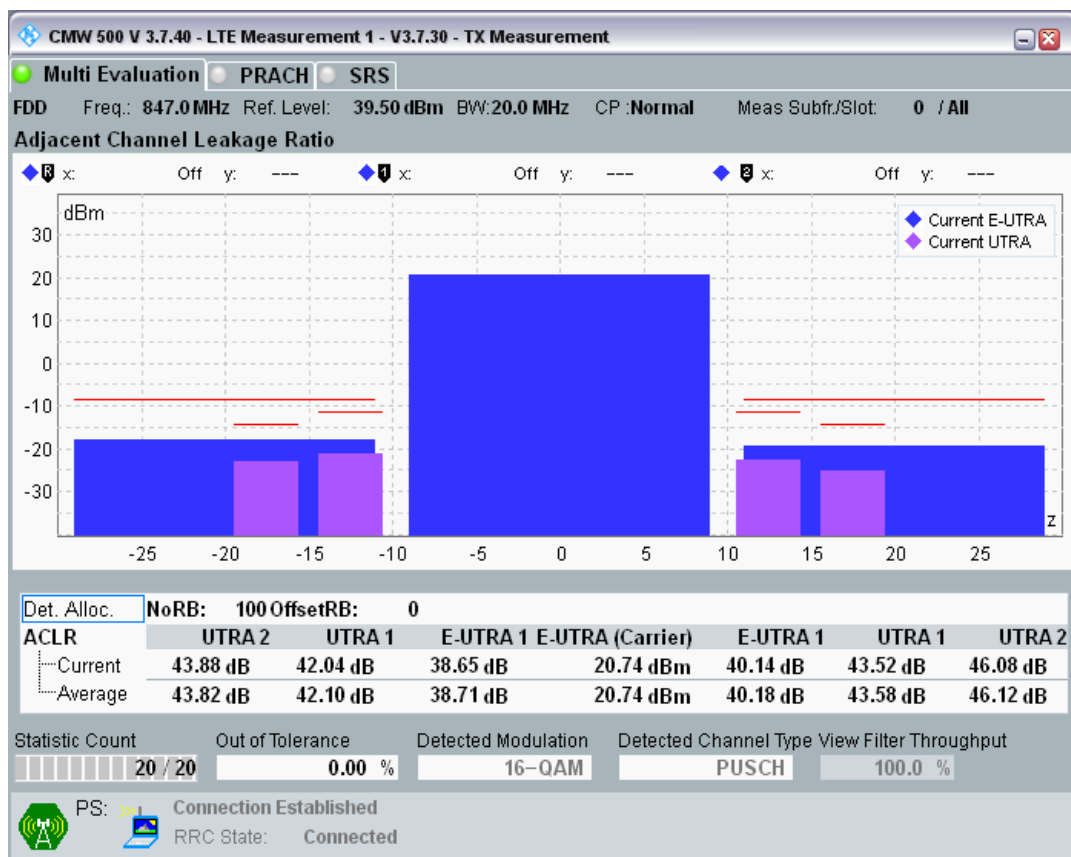 CMW 500 V 3.7.40 - LTE Measurement 1 - V3.7.30 - TX Measurement
Multi Evaluation PRACH SRS
FDD Freq.: 847.0 MHz Ref. Level: 39.50 dBm BW:20.0 MHz CP :Normal Meas Subfr./Slot: 0 / All
Adjacent Channel Leakage Ratio
R x: Off y: --- 1 x: Off y: --- 2 x: Off y: ---
dBm
Current E-UTRA
Current UTRA
30
20
10
0
-10
-20
-30
z
-25 -20 -15 -10 -5 0 5 10 15 20 25
Det. Alloc. NoRB: 100 OffsetRB: 0
ACLR UTRA 2 UTRA 1 E-UTRA 1 E-UTRA (Carrier) E-UTRA 1 UTRA 1 UTRA 2
Current 43.88 dB 42.04 dB 38.65 dB 20.74 dBm 40.14 dB 43.52 dB 46.08 dB
Average 43.82 dB 42.10 dB 38.71 dB 20.74 dBm 40.18 dB 43.58 dB 46.12 dB
Statistic Count Out of Tolerance Detected Modulation Detected Channel Type View Filter Throughput
20 / 20 0.00 % 16-QAM PUSCH 100.0 %
PS: Connection Established
RRC State: Connected